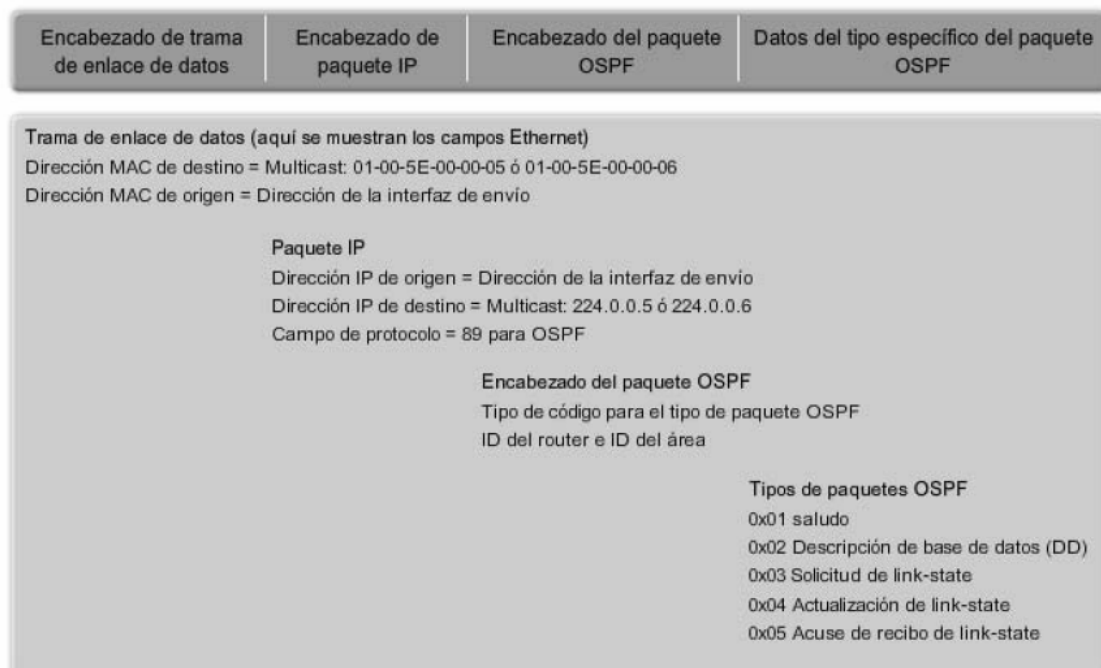 Encabezado de trama
de enlace de datos
Encabezado de
paquete IP
Encabezado del paquete
OSPF
Datos del tipo específico del paquete
OSPF
Trama de enlace de datos (aquí se muestran los campos Ethernet)
Dirección MAC de destino = Multicast: 01-00-5E-00-00-05 ó 01-00-5E-00-00-06
Dirección MAC de origen = Dirección de la interfaz de envío
Paquete IP
Dirección IP de origen = Dirección de la interfaz de envío
Dirección IP de destino = Multicast: 224.0.0.5 ó 224.0.0.6
Campo de protocolo = 89 para OSPF
Encabezado del paquete OSPF
Tipo de código para el tipo de paquete OSPF
ID del router e ID del área
Tipos de paquetes OSPF
0x01 saludo
0x02 Descripción de base de datos (DD)
0x03 Solicitud de link-state
0x04 Actualización de link-state
0x05 Acuse de recibo de link-state